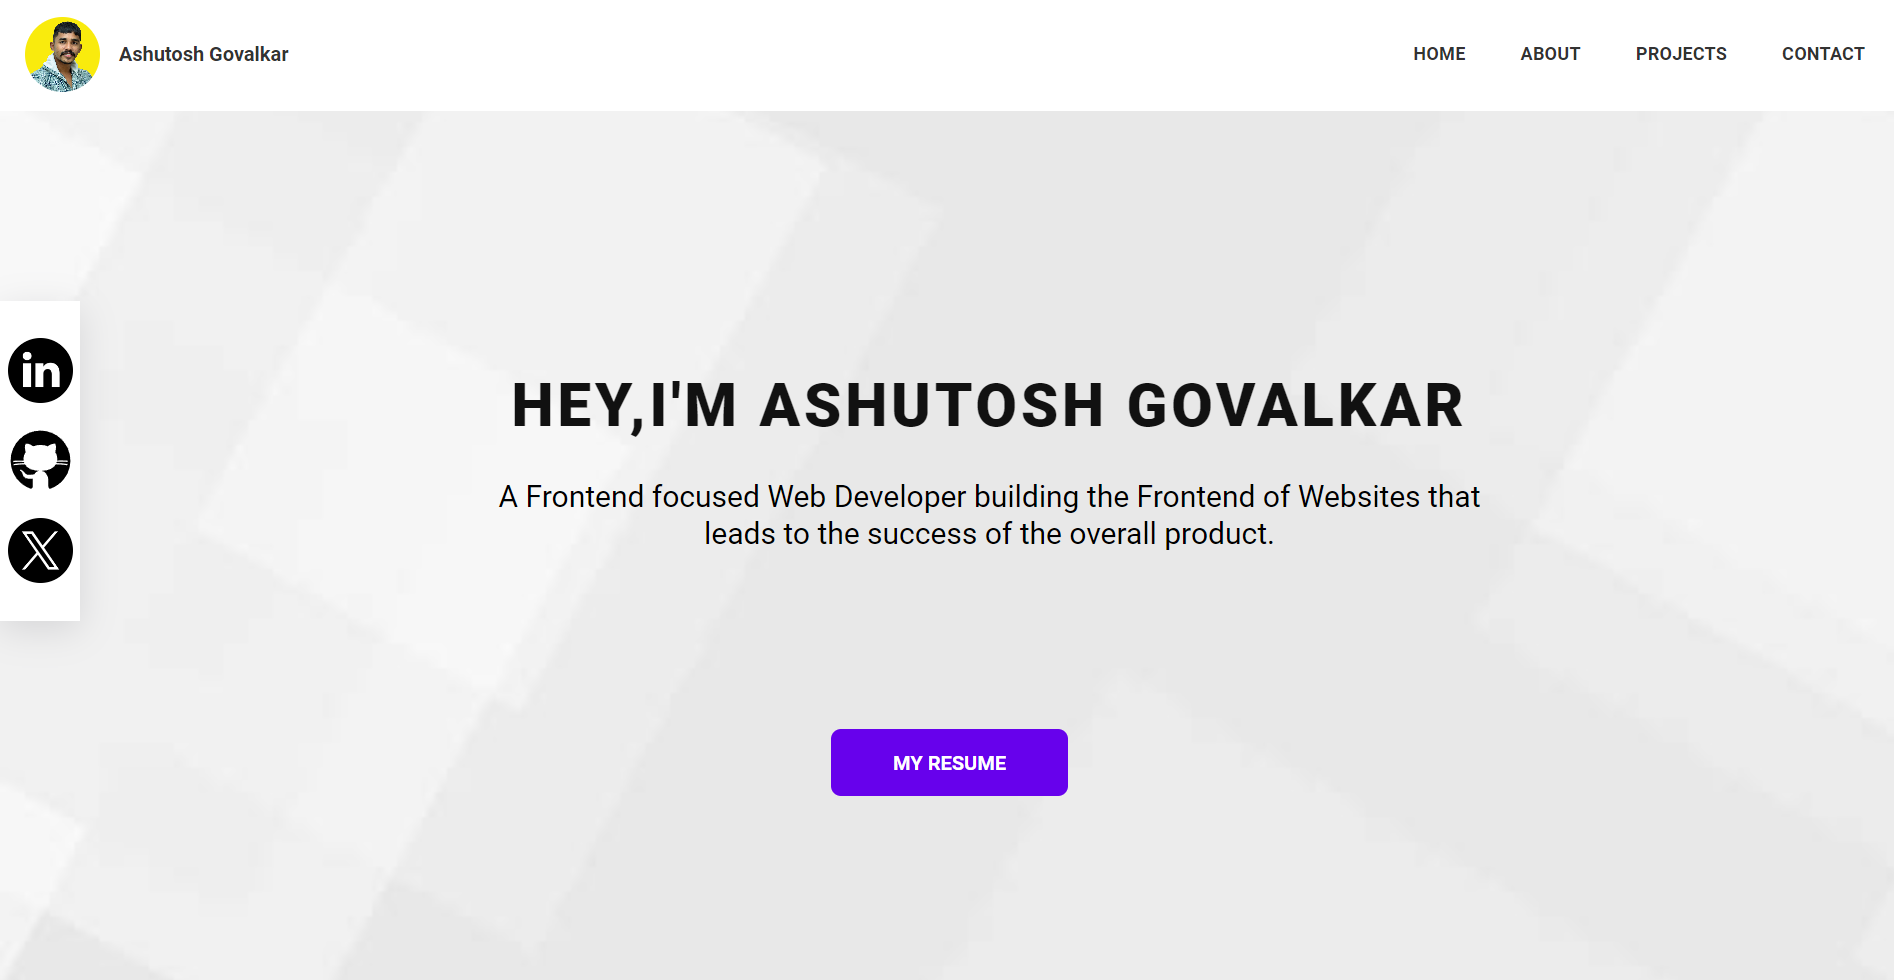 Ashutosh Govalkar
HOME ABOUT PROJECTS CONTACT
in
HEY,I'M ASHUTOSH GOVALKAR
A Frontend focused Web Developer building the Frontend of Websites that
leads to the success of the overall product.
MY RESUME